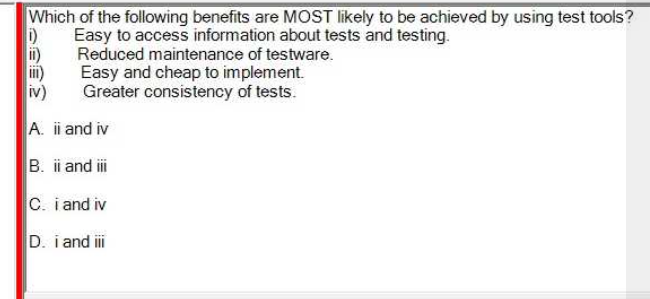 Which of the following benefits are MOST likely to be achieved by using test tools?
i) Easy to access information about tests and testing.
ii) Reduced maintenance of testware.
iii) Easy and cheap to implement.
iv) Greater consistency of tests.
A. ii and iv
B. ii and iii
C. i and iv
D. i and iii